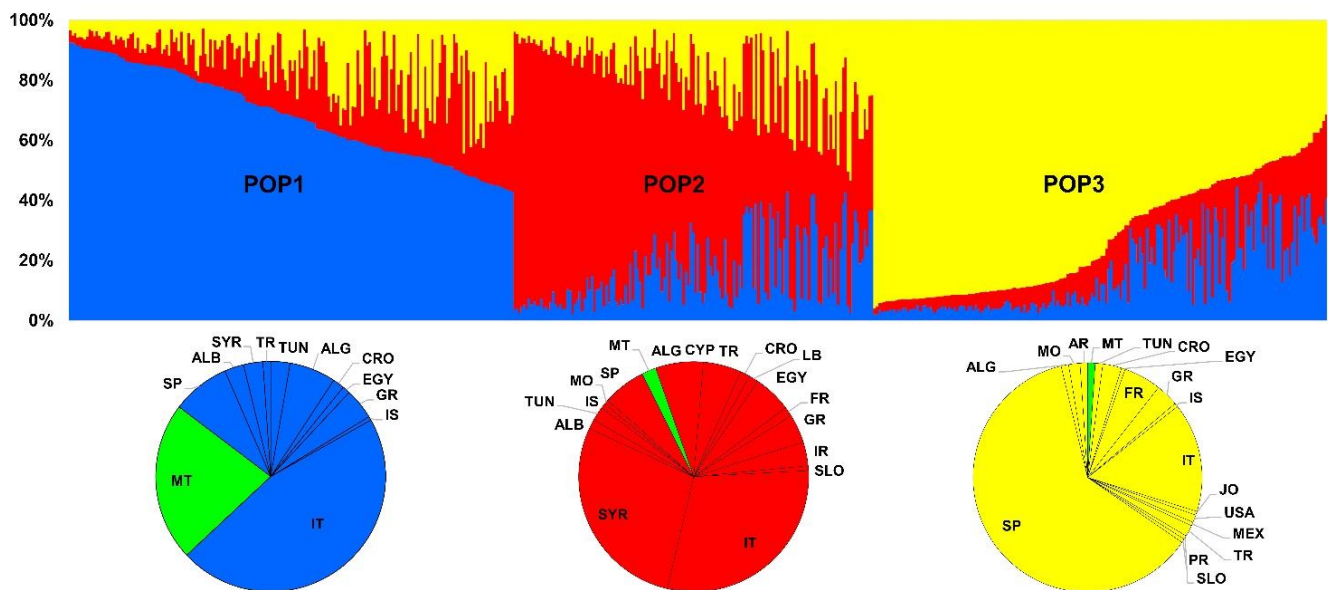 100%
80%
60%
40%
20%
0%
POP1
POP2
POP3
SP
ALB
SYR
TR
TUN
ALG
CRO
EGY
GR
IS
MT
IT
ALB
TUN
IS
MO
SP
MT
ALG
CYP
TR
CRO
LB
EGY
FR
GR
IR
SLO
SYR
IT
ALG
MO
AR
MT
TUN
CRO
EGY
FR
GR
IS
IT
SP
JO
USA
MEX
TR
PR
SLO